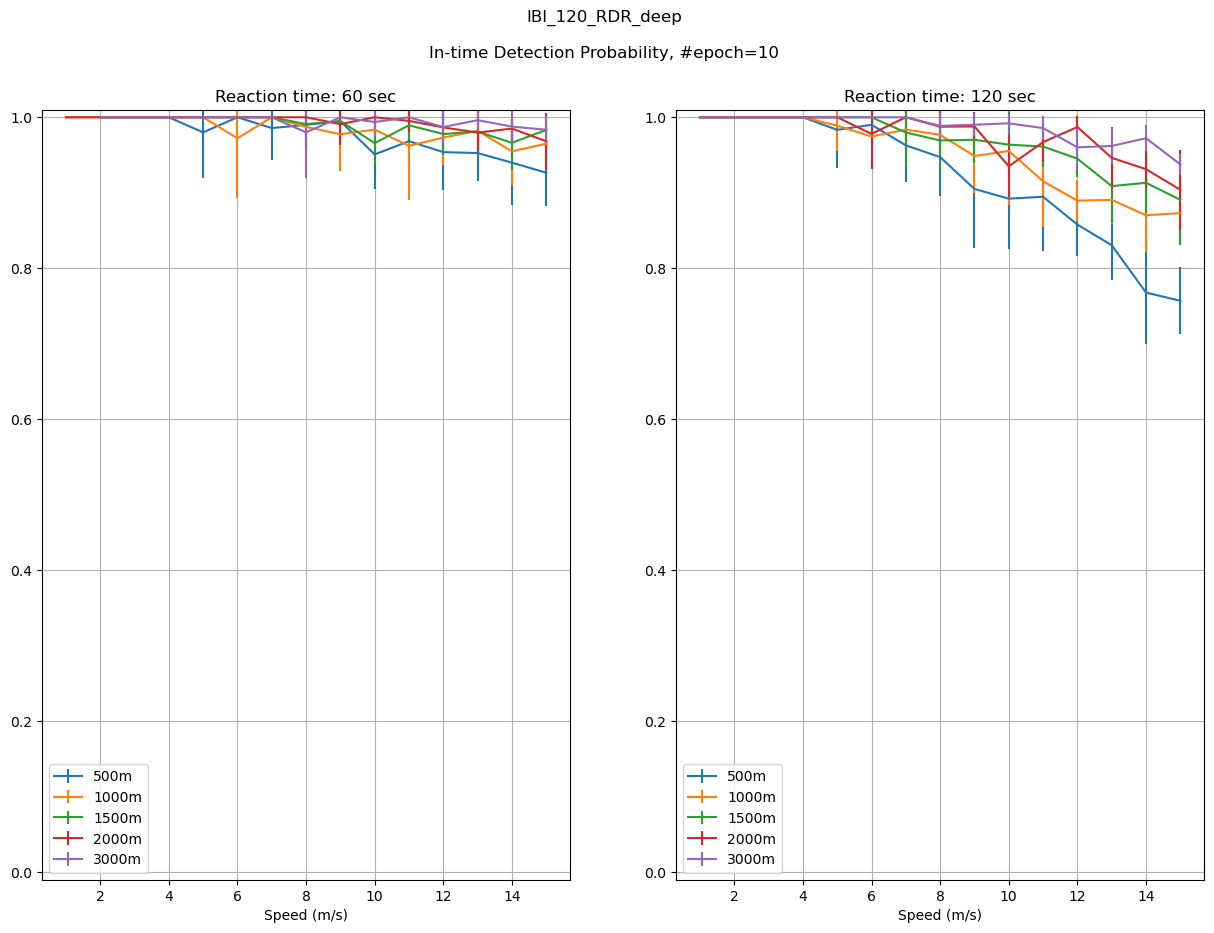 IBI_120_RDR_deep
In-time Detection Probability, #epoch=10
Reaction time: 60 sec
1.0
0.8
0.6
0.4
0.2
0.0
500m
1000m
1500m
2000m
3000m
2 4 6 8 10 12 14
Speed (m/s)
Reaction time: 120 sec
1.0
0.8
0.6
0.4
0.2
0.0
500m
1000m
1500m
2000m
3000m
2 4 6 8 10 12 14
Speed (m/s)